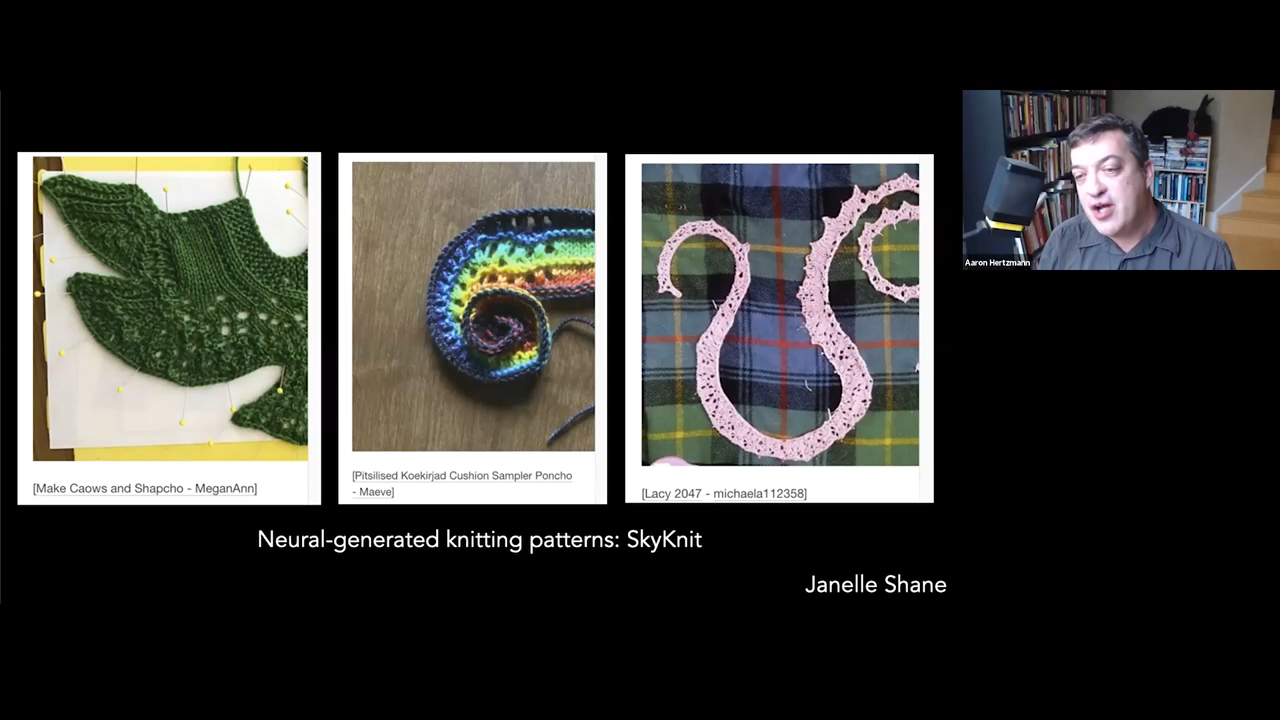 [Make Caows and Shapcho - MeganAnn]
[Pitsilised Koekirjad Cushion Sampler Poncho
- Maeve]
[Lacy 2047 - michaela112358]
Neural-generated knitting patterns: SkyKnit
Janelle Shane
Aaron Hertzmann